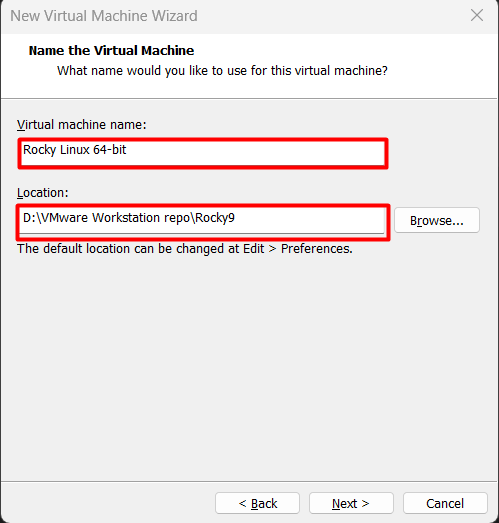 New Virtual Machine Wizard
Name the Virtual Machine
What name would you like to use for this virtual machine?
Virtual machine name:
Rocky Linux 64-bit
Location:
D:\VMware Workstation repo\Rocky9
Browse...
The default location can be changed at Edit > Preferences.
< Back
Next >
Cancel